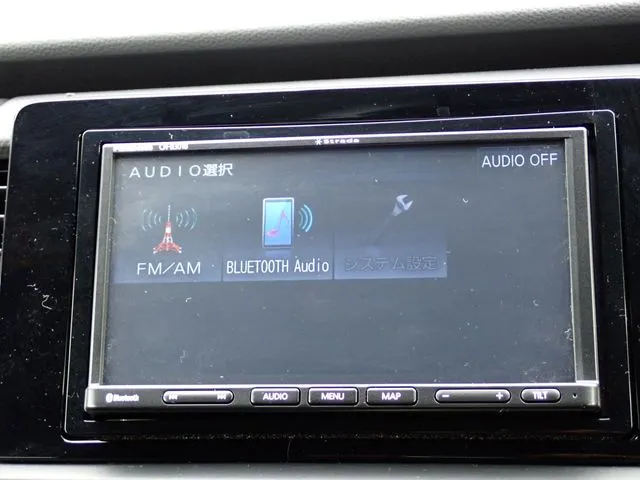 Strada
AUDIO選択
AUDIO OFF
FM/AM
BLUETOOTH Audio
システム設定
Bluetooth
AUDIO
MENU
MAP
− +
TILT